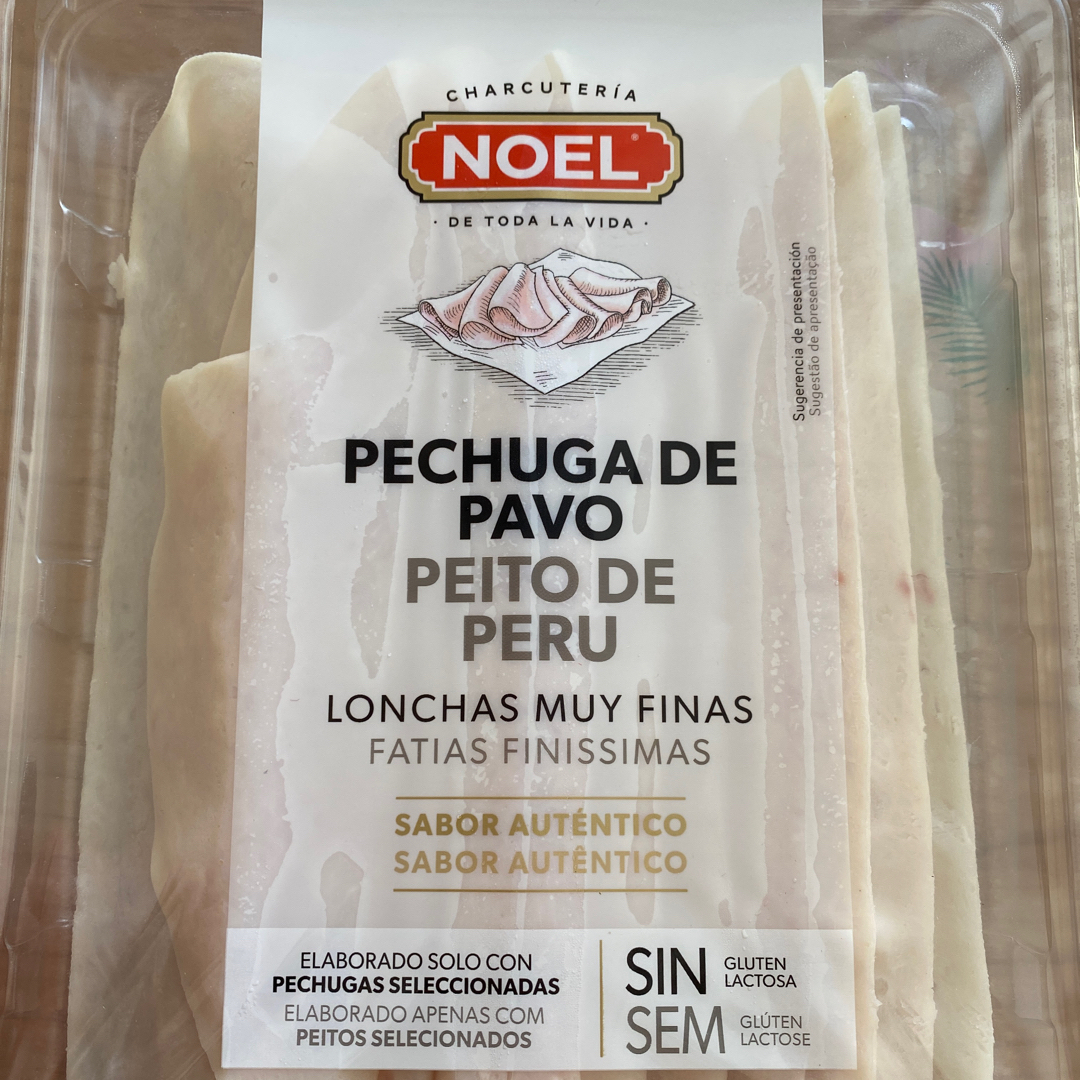 CHARCUTERÍA
NOEL®
· DE TODA LA VIDA ·
Sugerencia de presentación
Sugestão de apresentação
PECHUGA DE
PAVO
PEITO DE
PERU
LONCHAS MUY FINAS
FATIAS FINISSIMAS
SABOR AUTÉNTICO
SABOR AUTÊNTICO
ELABORADO SOLO CON
PECHUGAS SELECCIONADAS
ELABORADO APENAS COM
PEITOS SELECIONADOS
SIN GLUTEN
LACTOSA
SEM GLÚTEN
LACTOSE